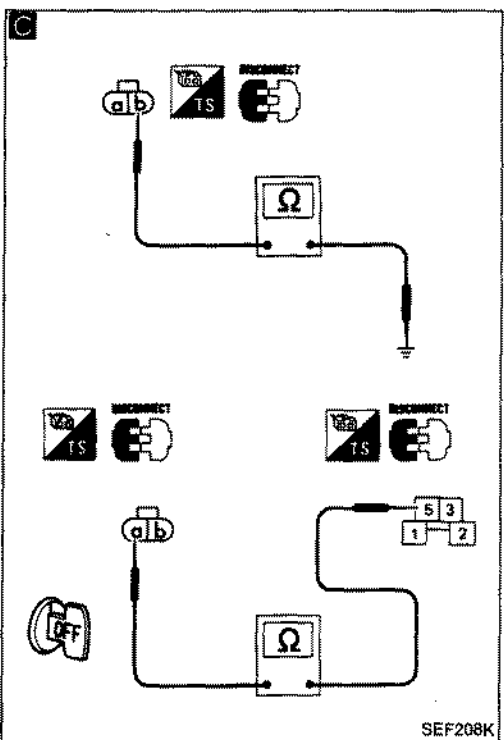 C
DISCONNECT
a b
TS
Ω
DISCONNECT
DISCONNECT
TS
TS
a b
5 3
1 2
OFF
Ω
SEF208K